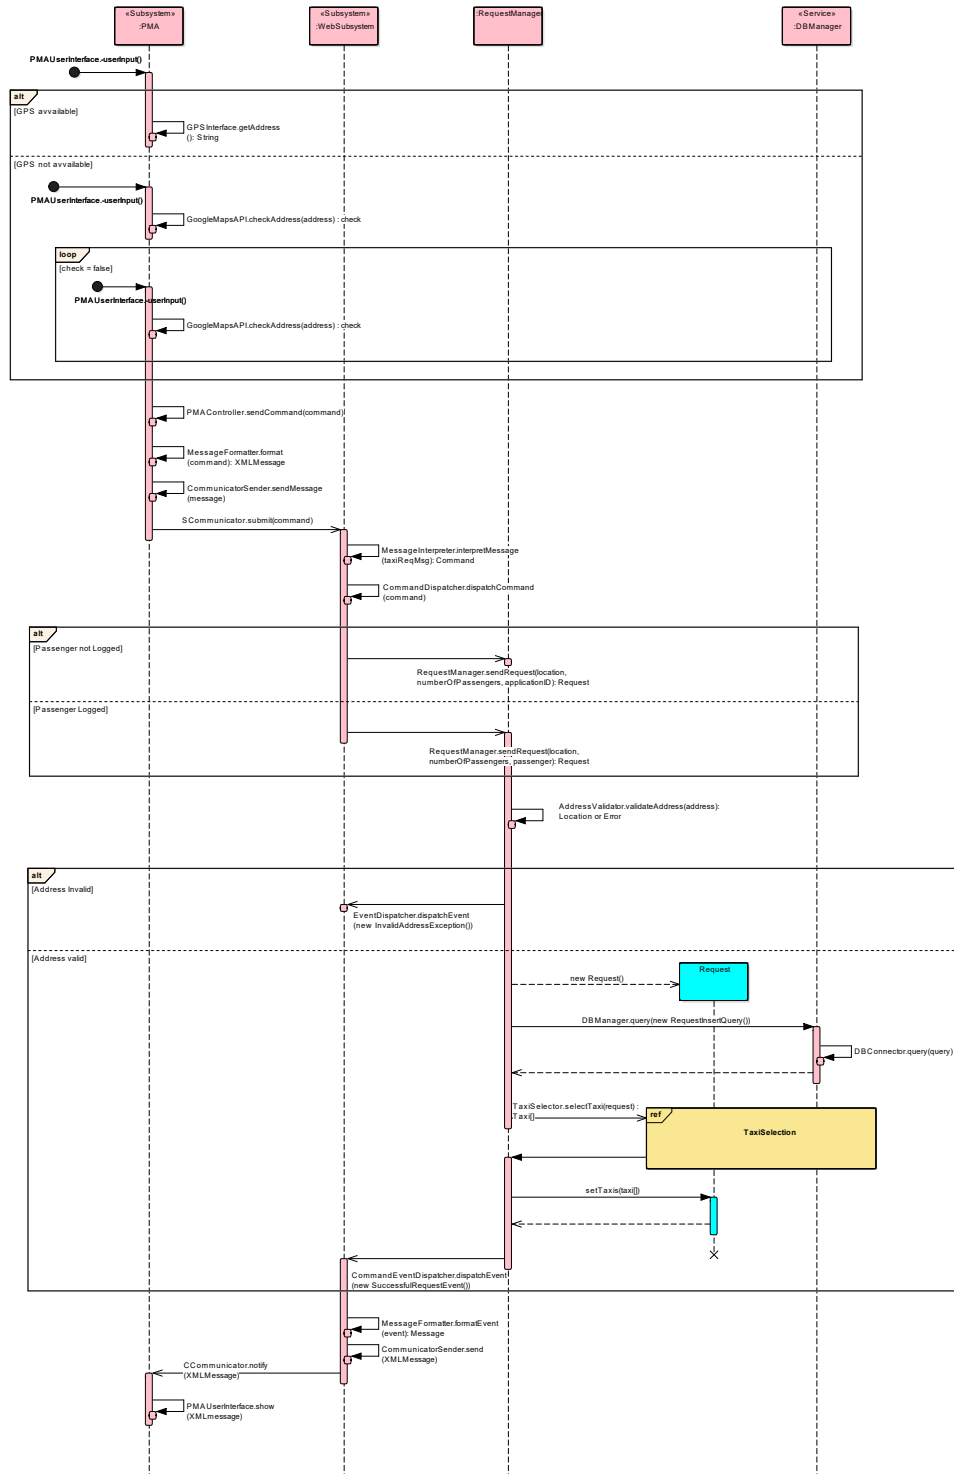 «Subsystem»
:PMA
«Subsystem»
:WebSubsystem
:RequestManager
«Service»
:DBManager
PMAUserInterface.-userInput()
alt
[GPS avvailable]
GPSInterface.getAddress
(): String
[GPS not avvailable]
PMAUserInterface.-userInput()
GoogleMapsAPI.checkAddress(address) : check
loop
[check = false]
PMAUserInterface.-userInput()
GoogleMapsAPI.checkAddress(address) : check
PMAController.sendCommand(command)
MessageFormatter.format
(command): XMLMessage
CommunicatorSender.sendMessage
(message)
SCommunicator.submit(command)
MessageInterpreter.interpretMessage
(taxiReqMsg): Command
CommandDispatcher.dispatchCommand
(command)
alt
[Passenger not Logged]
RequestManager.sendRequest(location,
numberOfPassengers, applicationID): Request
[Passenger Logged]
RequestManager.sendRequest(location,
numberOfPassengers, passenger): Request
AddressValidator.validateAddress(address):
Location or Error
alt
[Address Invalid]
EventDispatcher.dispatchEvent
(new InvalidAddressException())
[Address valid]
Request
new Request()
DBManager.query(new RequestInsertQuery())
DBConnector.query(query)
TaxiSelector.selectTaxi(request) :
Taxi[]
ref
TaxiSelection
setTaxis(taxi[])
CommandEventDispatcher.dispatchEvent
(new SuccessfulRequestEvent())
MessageFormatter.formatEvent
(event): Message
CommunicatorSender.send
(XMLMessage)
CCommunicator.notify
(XMLMessage)
PMAUserInterface.show
(XMLmessage)